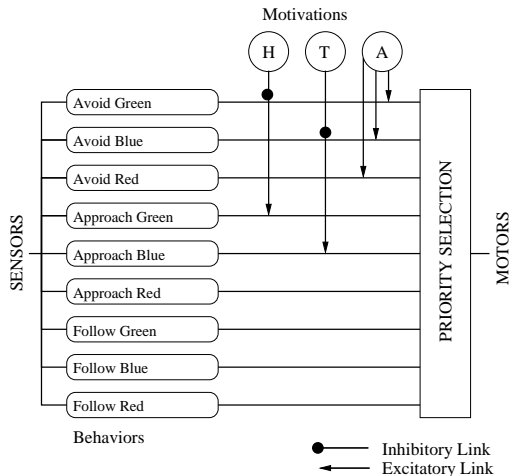 Motivations
H
T
A
Avoid Green
Avoid Blue
Avoid Red
Approach Green
Approach Blue
Approach Red
Follow Green
Follow Blue
Follow Red
SENSORS
PRIORITY SELECTION
MOTORS
Behaviors
Inhibitory Link
Excitatory Link